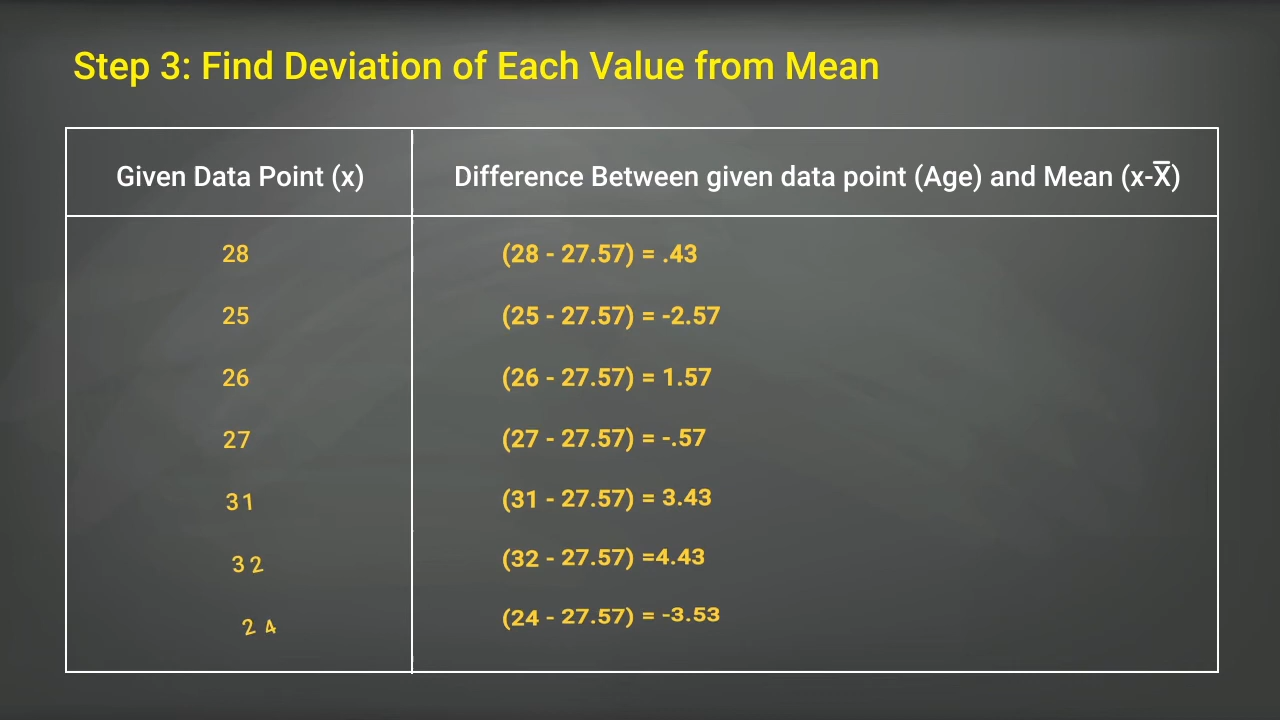 Step 3: Find Deviation of Each Value from Mean
Given Data Point (x) Difference Between given data point (Age) and Mean (x-X̅)
28 (28 - 27.57) = .43
25 (25 - 27.57) = -2.57
26 (26 - 27.57) = 1.57
27 (27 - 27.57) = -.57
31 (31 - 27.57) = 3.43
32 (32 - 27.57) =4.43
24 (24 - 27.57) = -3.53